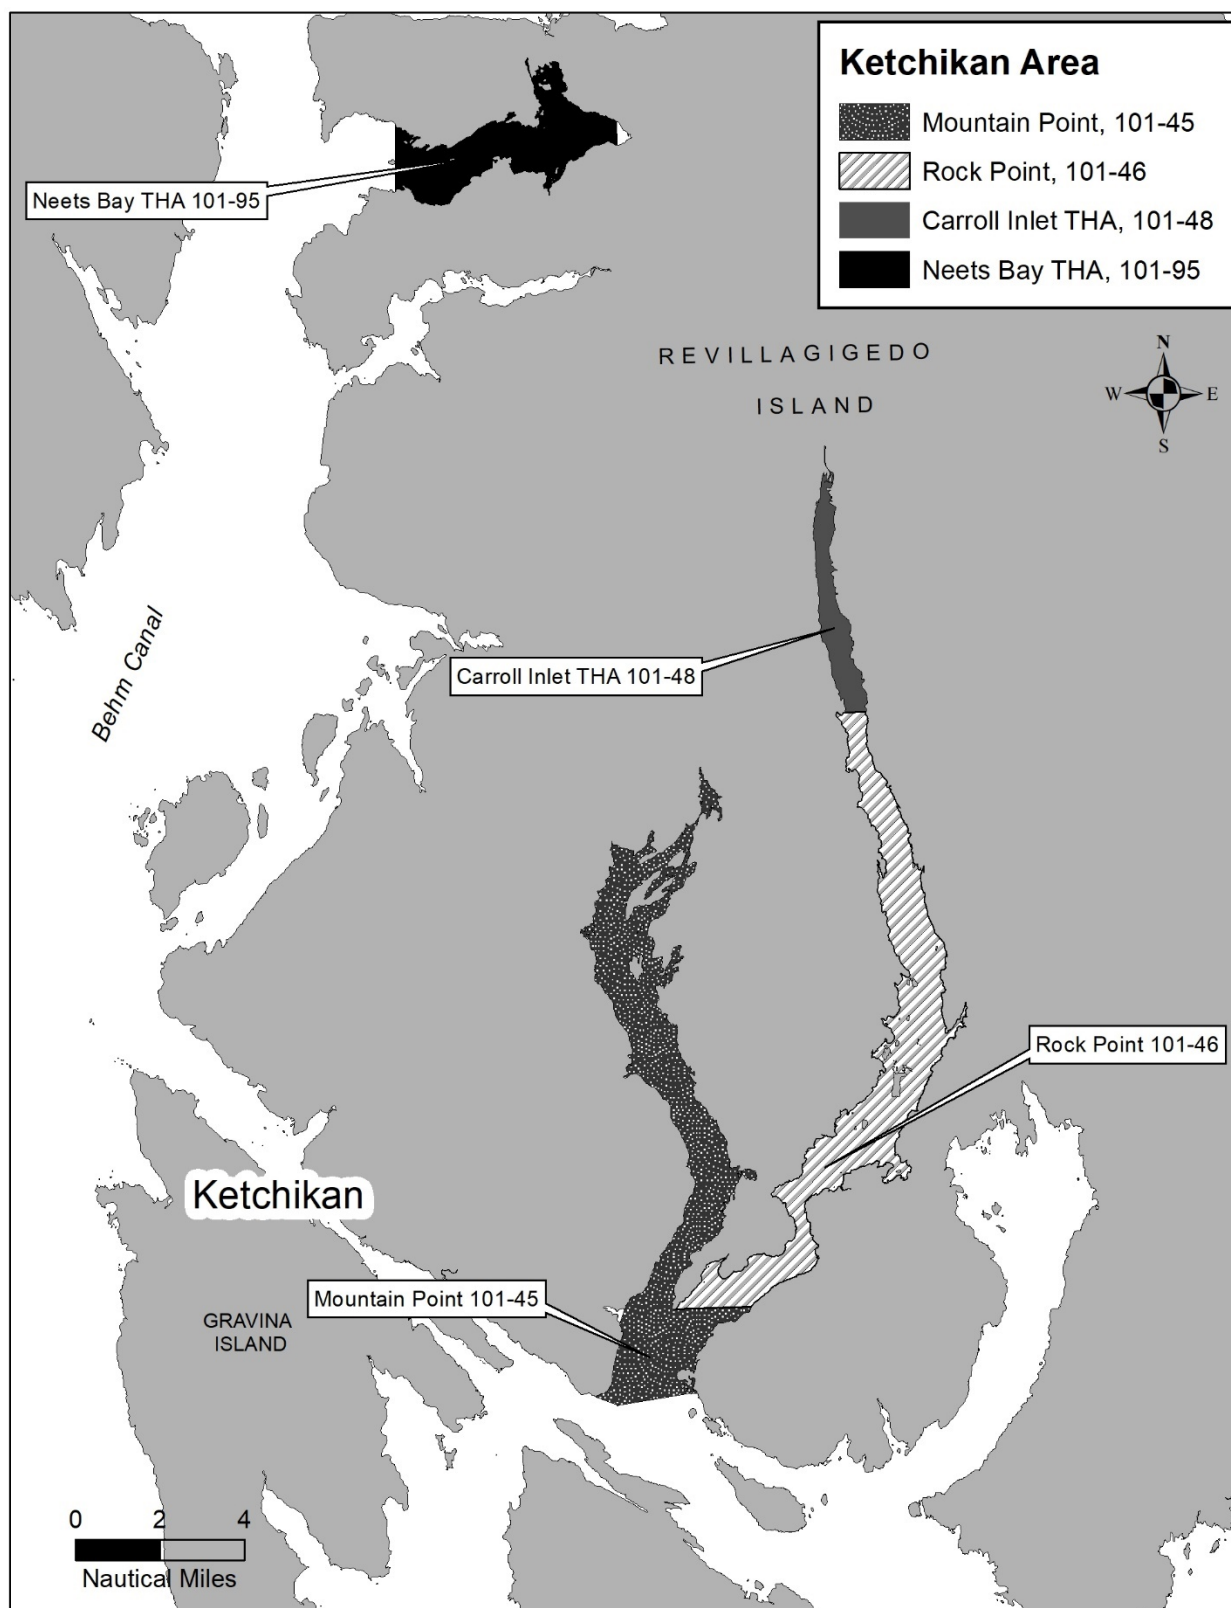 Ketchikan Area
Mountain Point, 101-45
Rock Point, 101-46
Carroll Inlet THA, 101-48
Neets Bay THA, 101-95
Neets Bay THA 101-95
REVILLAGIGEDO
ISLAND
N
W
E
S
Behm Canal
Carroll Inlet THA 101-48
Rock Point 101-46
Ketchikan
Mountain Point 101-45
GRAVINA
ISLAND
0 2 4
Nautical Miles